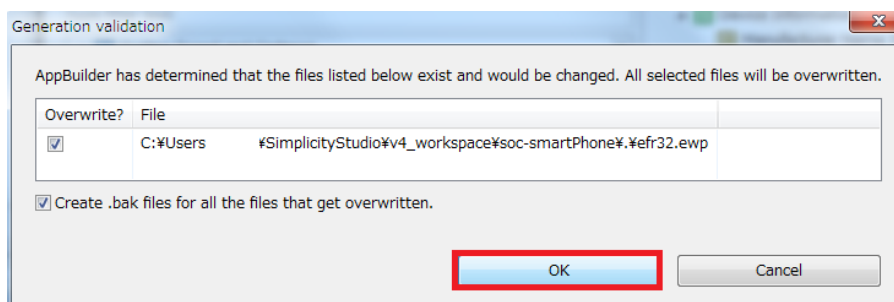 Generation validation
AppBuilder has determined that the files listed below exist and would be changed. All selected files will be overwritten.
Overwrite? File
C:¥Users ¥SimplicityStudio¥v4_workspace¥soc-smartPhone¥.¥efr32.ewp
Create .bak files for all the files that get overwritten.
OK Cancel